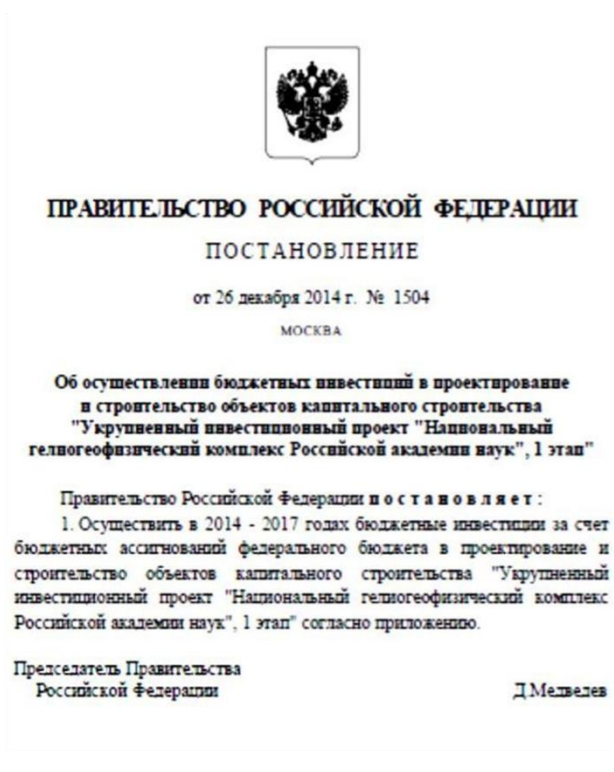 ПРАВИТЕЛЬСТВО РОССИЙСКОЙ ФЕДЕРАЦИИ
ПОСТАНОВЛЕНИЕ
от 26 декабря 2014 г. № 1504
МОСКВА
Об осуществлении бюджетных инвестиций в проектирование
и строительство объектов капитального строительства
"Укрупненный инвестиционный проект "Национальный
гелиогеофизический комплекс Российской академии наук", 1 этап"
Правительство Российской Федерации п о с т а н о в л я е т :
1. Осуществить в 2014 - 2017 годах бюджетные инвестиции за счет
бюджетных ассигнований федерального бюджета в проектирование и
строительство объектов капитального строительства "Укрупненный
инвестиционный проект "Национальный гелиогеофизический комплекс
Российской академии наук", 1 этап" согласно приложению.
Председатель Правительства
Российской Федерации Д.Медведев